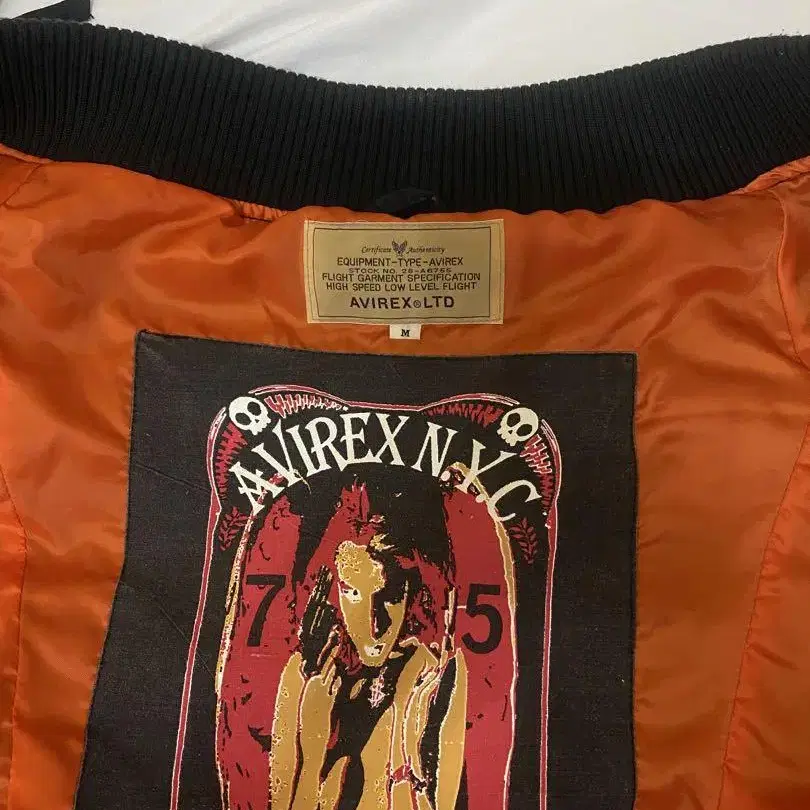 Certificate Authenticity
EQUIPMENT-TYPE-AVIREX
STOCK NO. 26-A6755
FLIGHT GARMENT SPECIFICATION
HIGH SPEED LOW LEVEL FLIGHT
AVIREX®LTD
M
AVIREX N.Y.C
7 5
$